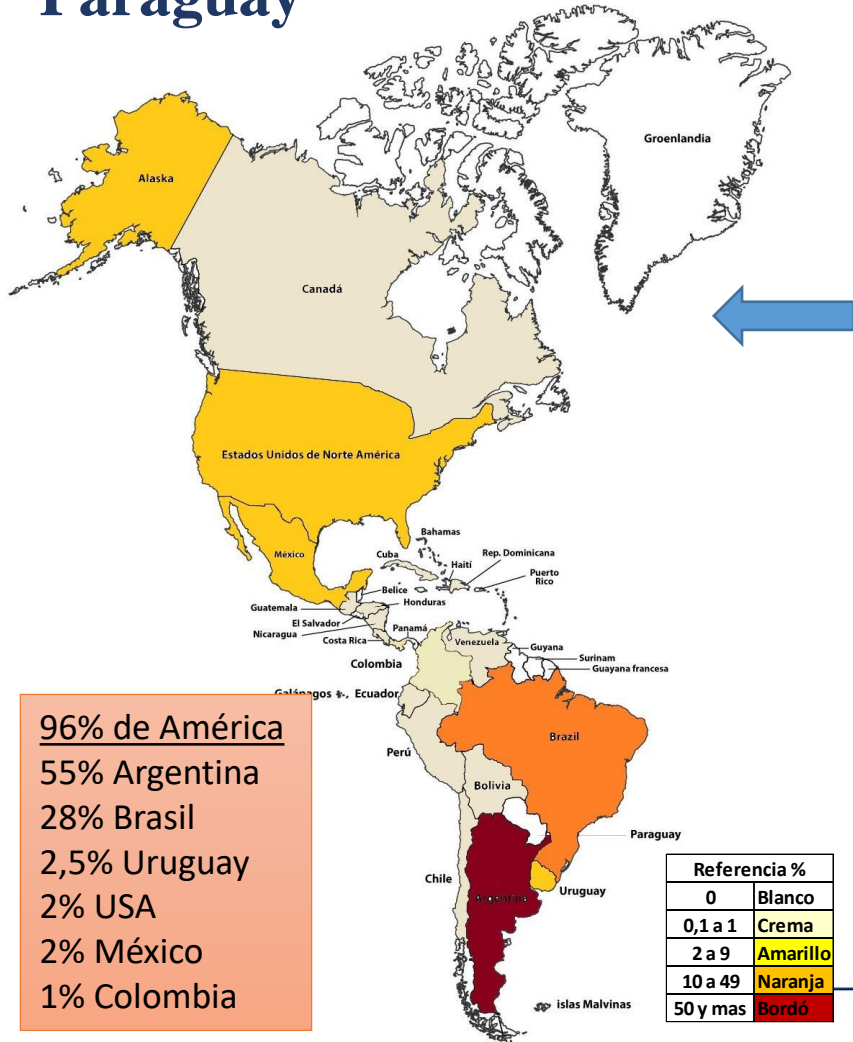 Paraguay
Groenlandia
Alaska
Canadá
Estados Unidos de Norte América
México
Bahamas
Cuba
Haití
Rep. Dominicana
Puerto
Rico
Belice
Honduras
Guatemala
El Salvador
Nicaragua
Costa Rica
Panamá
Venezuela
Guyana
Surinam
Guayana francesa
Colombia
Galápagos
Ecuador
Brazil
Perú
Bolivia
Paraguay
Chile
Argentina
Uruguay
islas Malvinas
96% de América
55% Argentina
28% Brasil
2,5% Uruguay
2% USA
2% México
1% Colombia
Referencia %
0 Blanco
0,1 a 1 Crema
2 a 9 Amarillo
10 a 49 Naranja
50 y mas Bordó